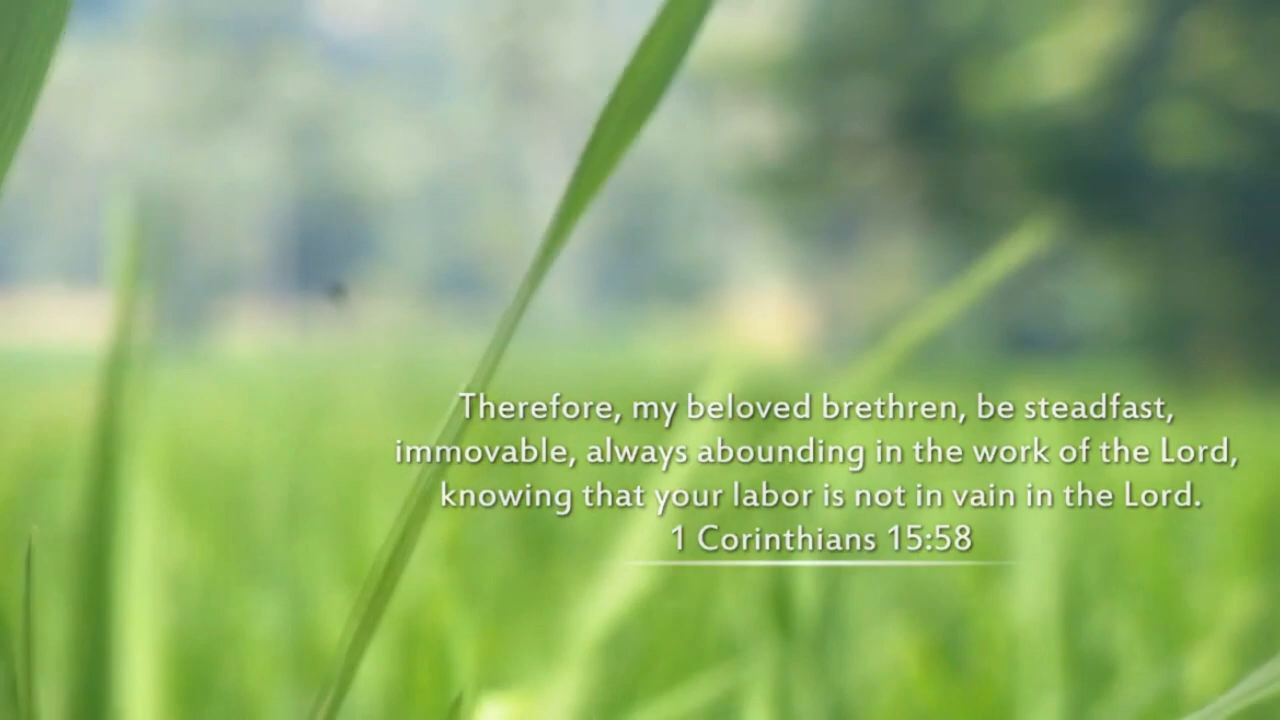 Therefore, my beloved brethren, be steadfast,
immovable, always abounding in the work of the Lord,
knowing that your labor is not in vain in the Lord.
1 Corinthians 15:58